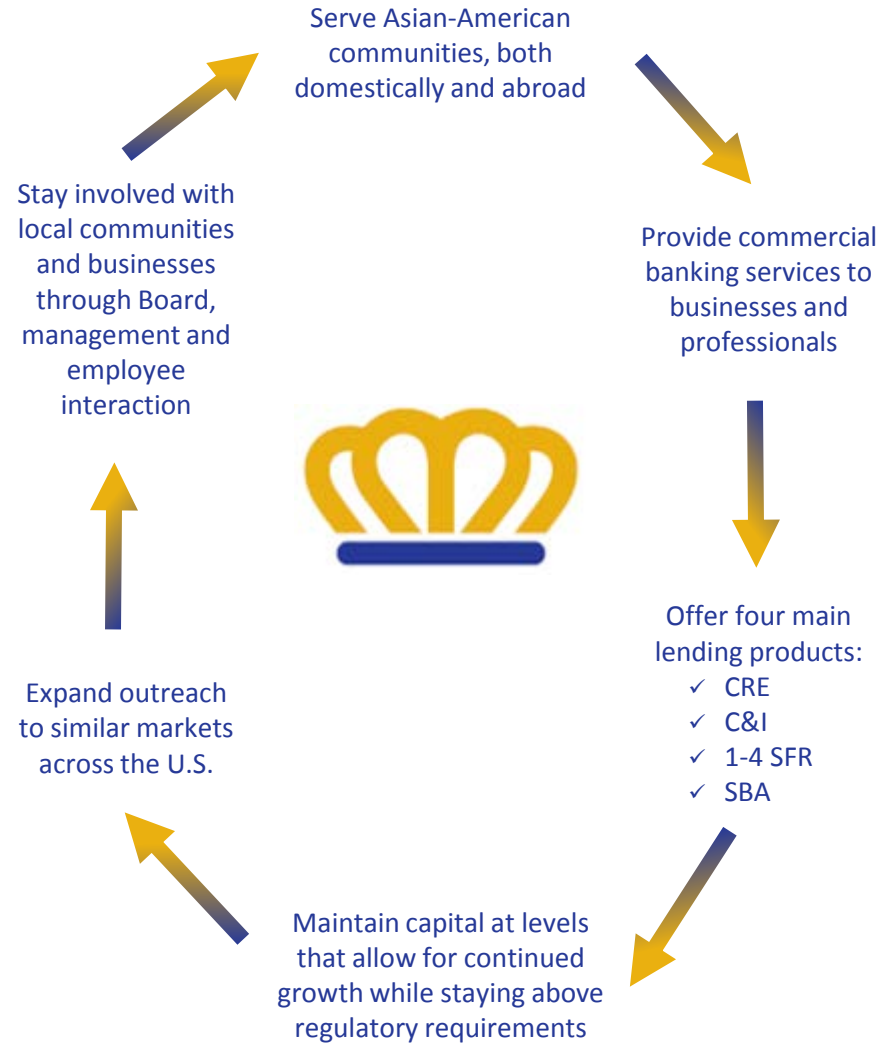 Serve Asian-American
communities, both
domestically and abroad
Provide commercial
banking services to
businesses and
professionals
Offer four main
lending products:
✓ CRE
✓ C&I
✓ 1-4 SFR
✓ SBA
Maintain capital at levels
that allow for continued
growth while staying above
regulatory requirements
Expand outreach
to similar markets
across the U.S.
Stay involved with
local communities
and businesses
through Board,
management and
employee
interaction